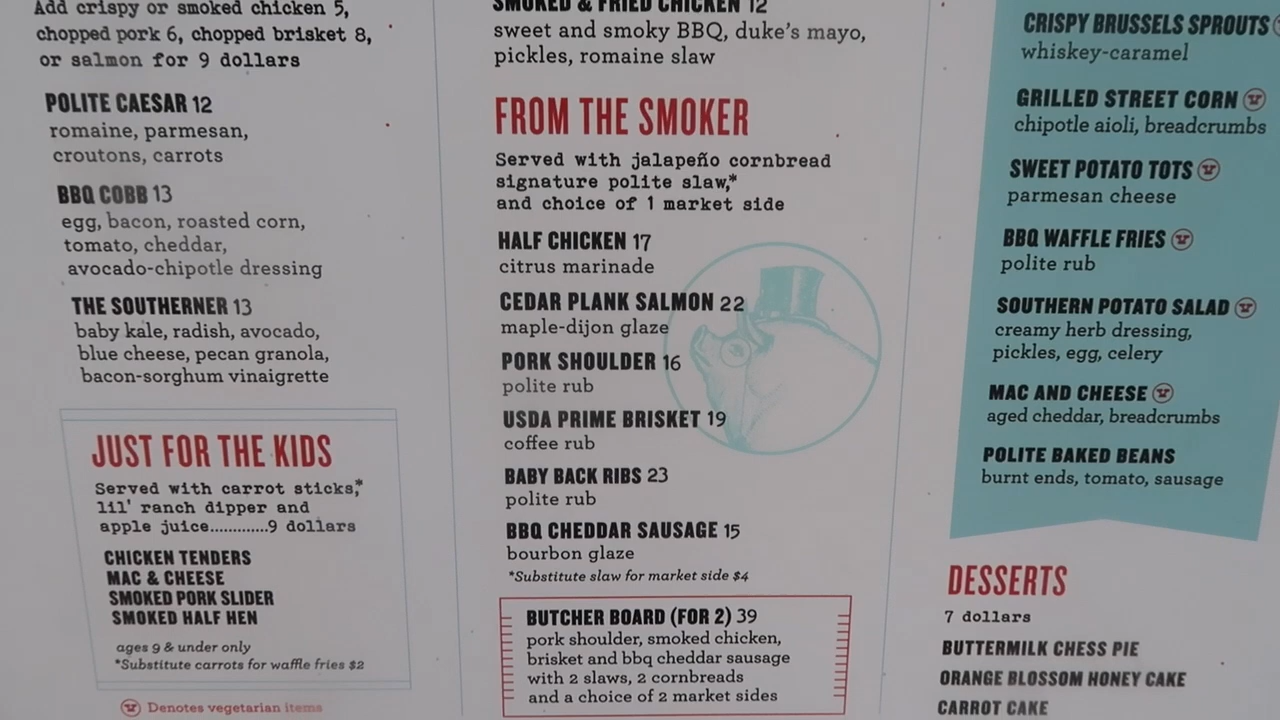 Add crispy or smoked chicken 5,
chopped pork 6, chopped brisket 8,
or salmon for 9 dollars
POLITE CAESAR 12
romaine, parmesan,
croutons, carrots
BBQ COBB 13
egg, bacon, roasted corn,
tomato, cheddar,
avocado-chipotle dressing
THE SOUTHERNER 13
baby kale, radish, avocado,
blue cheese, pecan granola,
bacon-sorghum vinaigrette
JUST FOR THE KIDS
Served with carrot sticks,*
lil' ranch dipper and
apple juice............9 dollars
CHICKEN TENDERS
MAC & CHEESE
SMOKED PORK SLIDER
SMOKED HALF HEN
ages 9 & under only
*Substitute carrots for waffle fries $2
Denotes vegetarian items
SMOKED & FRIED CHICKEN 12
sweet and smoky BBQ, duke's mayo,
pickles, romaine slaw
FROM THE SMOKER
Served with jalapeño cornbread
signature polite slaw,*
and choice of 1 market side
HALF CHICKEN 17
citrus marinade
CEDAR PLANK SALMON 22
maple-dijon glaze
PORK SHOULDER 16
polite rub
USDA PRIME BRISKET 19
coffee rub
BABY BACK RIBS 23
polite rub
BBQ CHEDDAR SAUSAGE 15
bourbon glaze
*Substitute slaw for market side $4
BUTCHER BOARD (FOR 2) 39
pork shoulder, smoked chicken,
brisket and bbq cheddar sausage
with 2 slaws, 2 cornbreads
and a choice of 2 market sides
CRISPY BRUSSELS SPROUTS
whiskey-caramel
GRILLED STREET CORN
chipotle aioli, breadcrumbs
SWEET POTATO TOTS
parmesan cheese
BBQ WAFFLE FRIES
polite rub
SOUTHERN POTATO SALAD
creamy herb dressing,
pickles, egg, celery
MAC AND CHEESE
aged cheddar, breadcrumbs
POLITE BAKED BEANS
burnt ends, tomato, sausage
DESSERTS
7 dollars
BUTTERMILK CHESS PIE
ORANGE BLOSSOM HONEY CAKE
CARROT CAKE